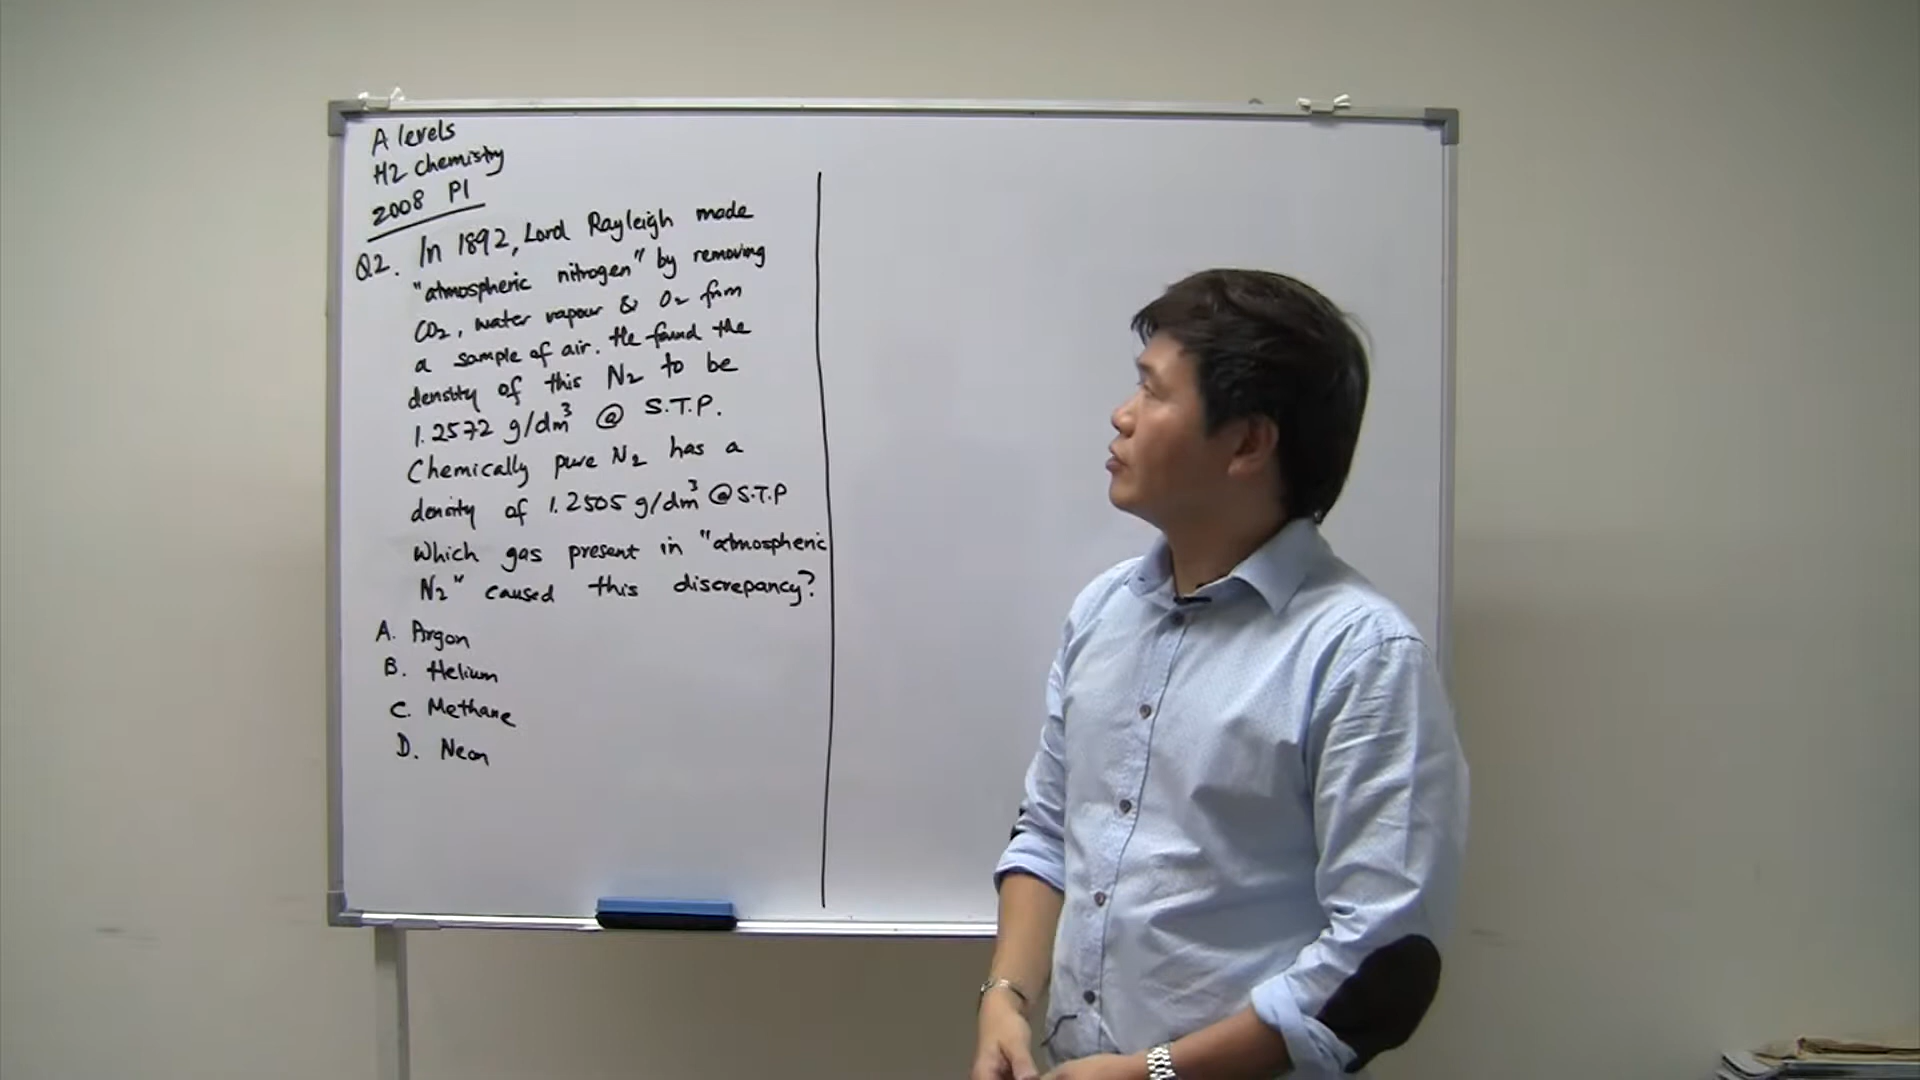 A levels
H2 chemistry
2008 P1
Q2. In 1892, Lord Rayleigh made
"atmospheric nitrogen" by removing
CO2, water vapour & O2 from
a sample of air. He found the
density of this N2 to be
1.2572 g/dm³ @ S.T.P.
Chemically pure N2 has a
density of 1.2505 g/dm³ @ S.T.P
Which gas present in "atmospheric
N2" caused this discrepancy?
A. Argon
B. Helium
C. Methane
D. Neon